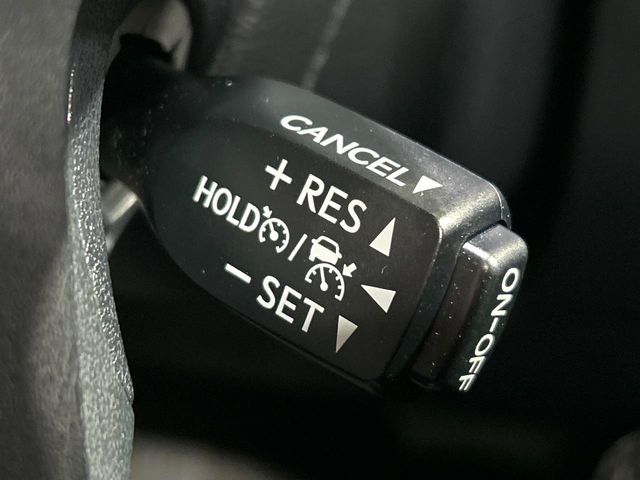 CANCEL
+ RES
HOLD /
- SET
ON-OFF